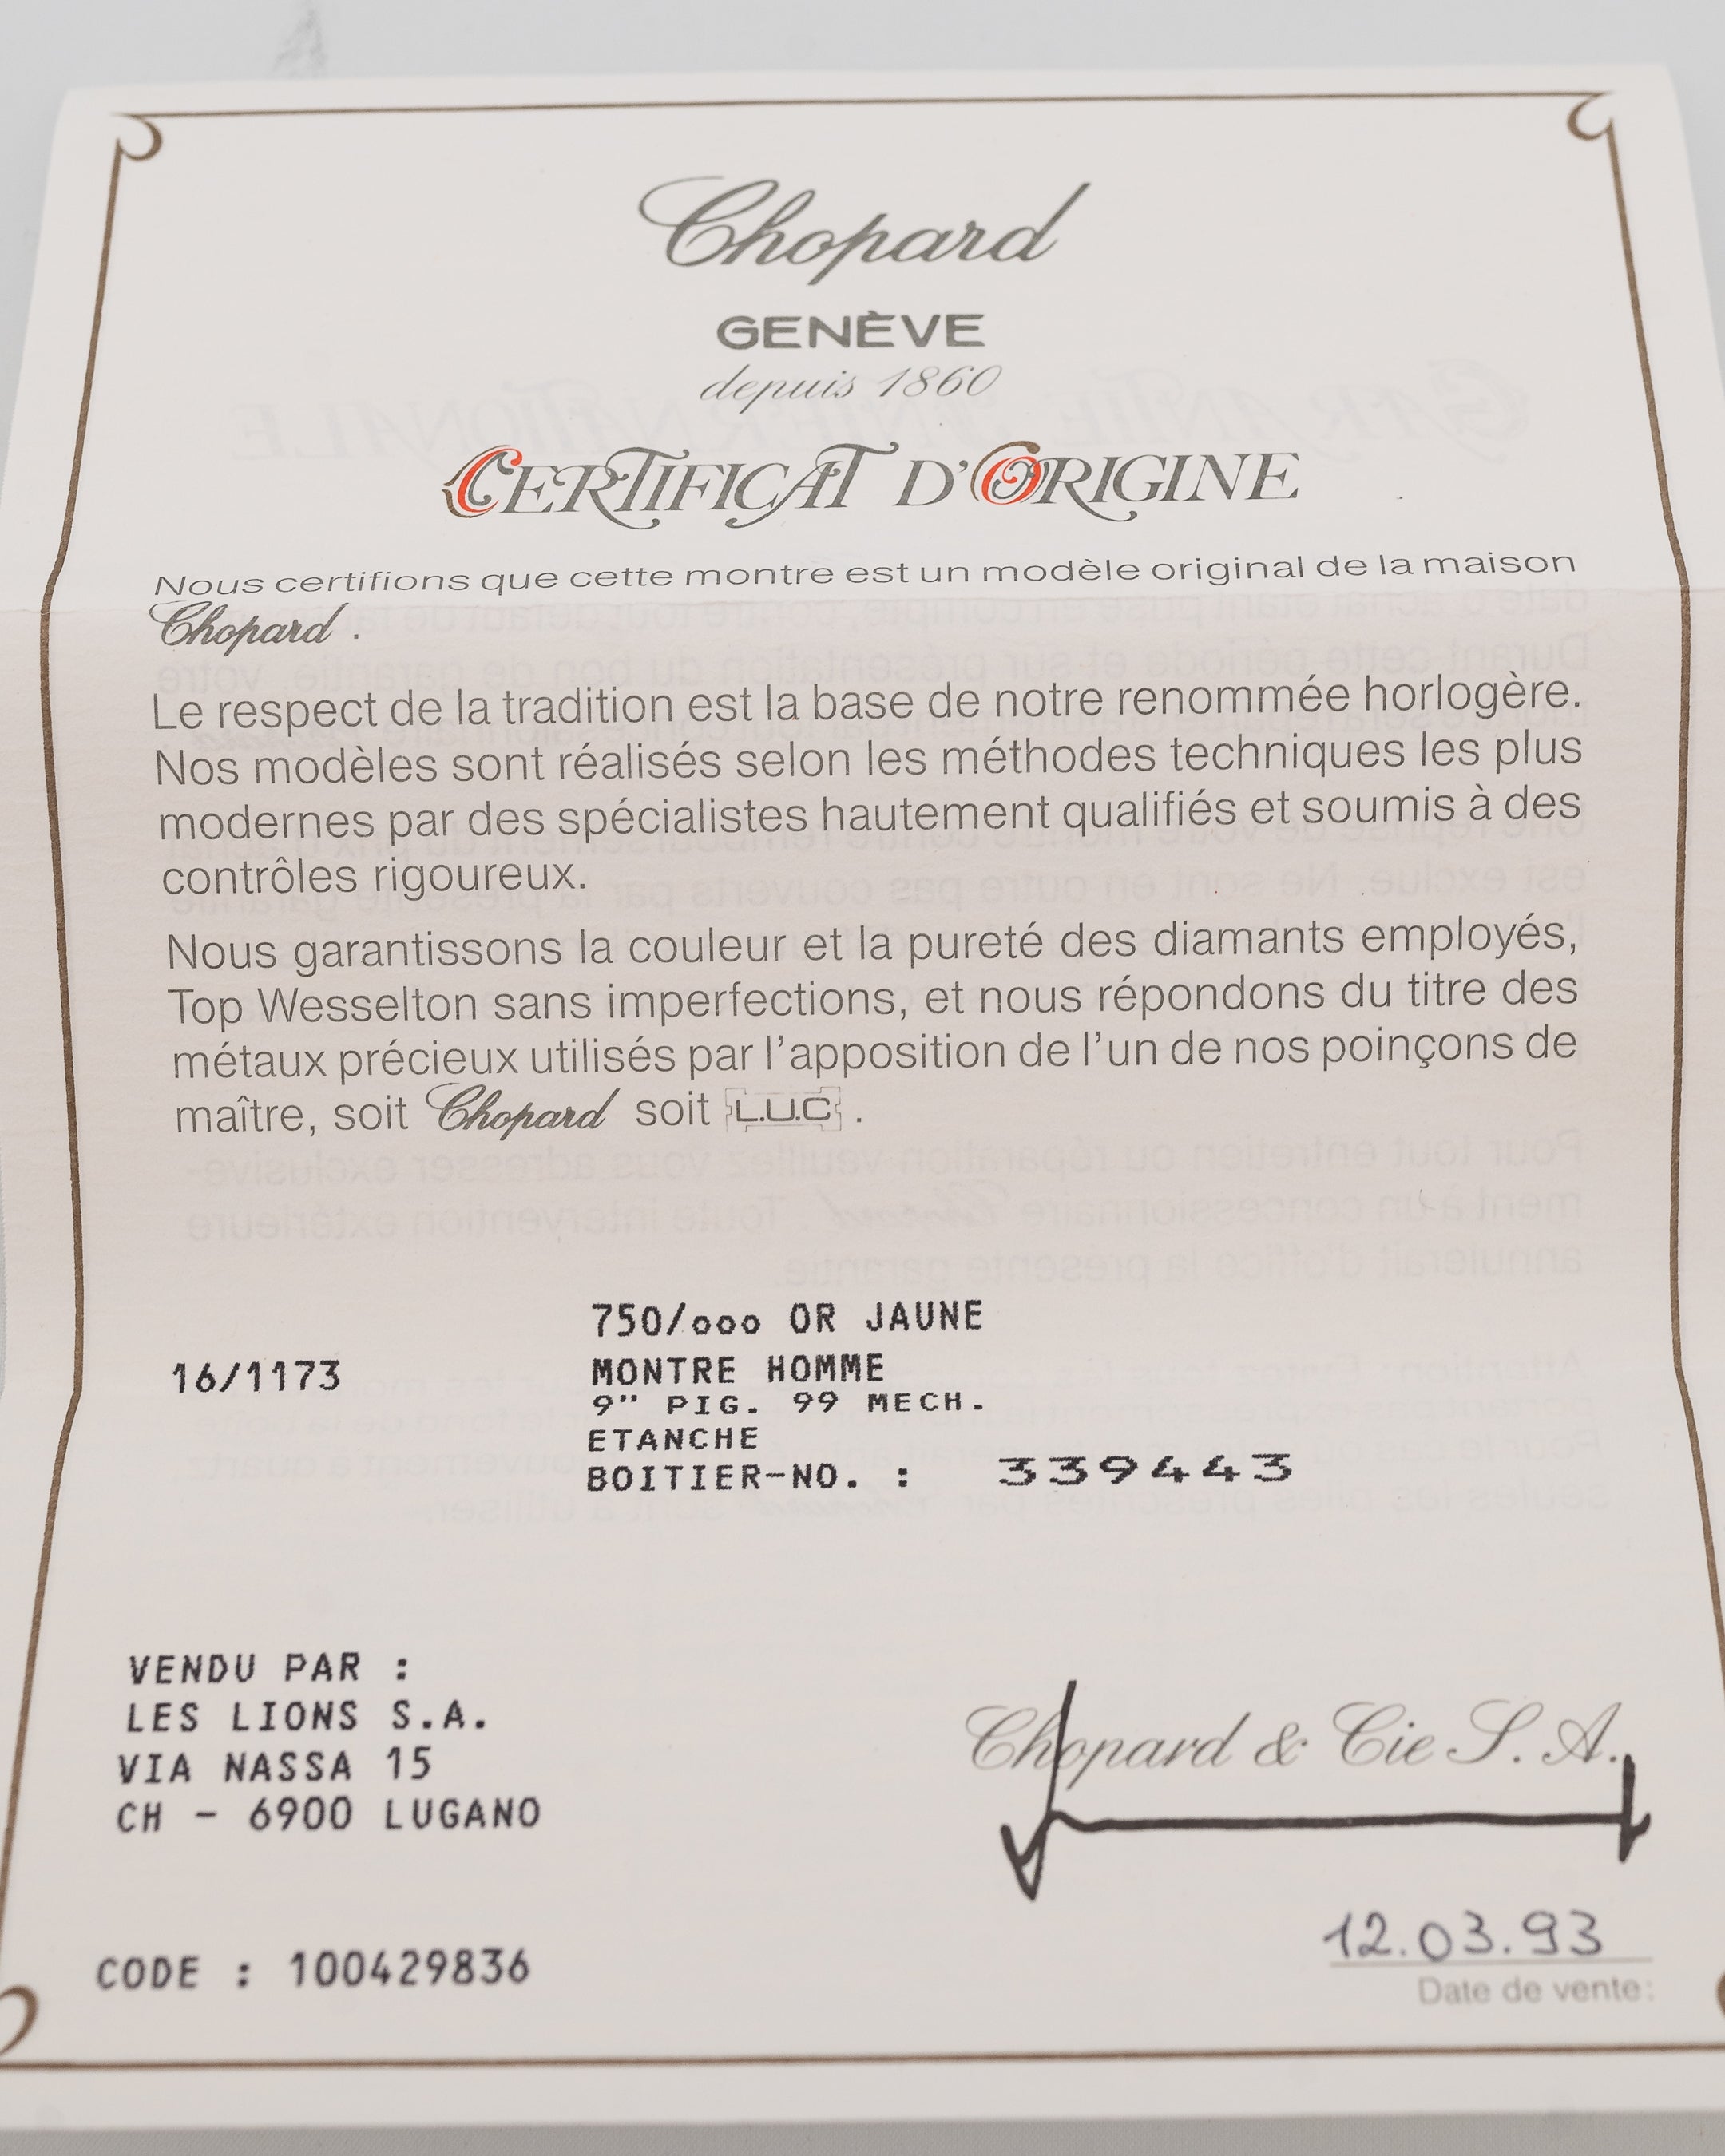 Chopard
GENÈVE
depuis 1860
CERTIFICAT D'ORIGINE
Nous certifions que cette montre est un modèle original de la maison
Chopard .
Le respect de la tradition est la base de notre renommée horlogère.
Nos modèles sont réalisés selon les méthodes techniques les plus
modernes par des spécialistes hautement qualifiés et soumis à des
contrôles rigoureux.
Nous garantissons la couleur et la pureté des diamants employés,
Top Wesselton sans imperfections, et nous répondons du titre des
métaux précieux utilisés par l'apposition de l'un de nos poinçons de
maître, soit Chopard soit L.U.C .
750/ooo OR JAUNE
16/1173 MONTRE HOMME
9" PIG. 99 MECH.
ETANCHE
BOITIER-NO. : 339443
VENDU PAR :
LES LIONS S.A.
VIA NASSA 15
CH - 6900 LUGANO
Chopard & Cie S. A.
12.03.93
CODE : 100429836
Date de vente: